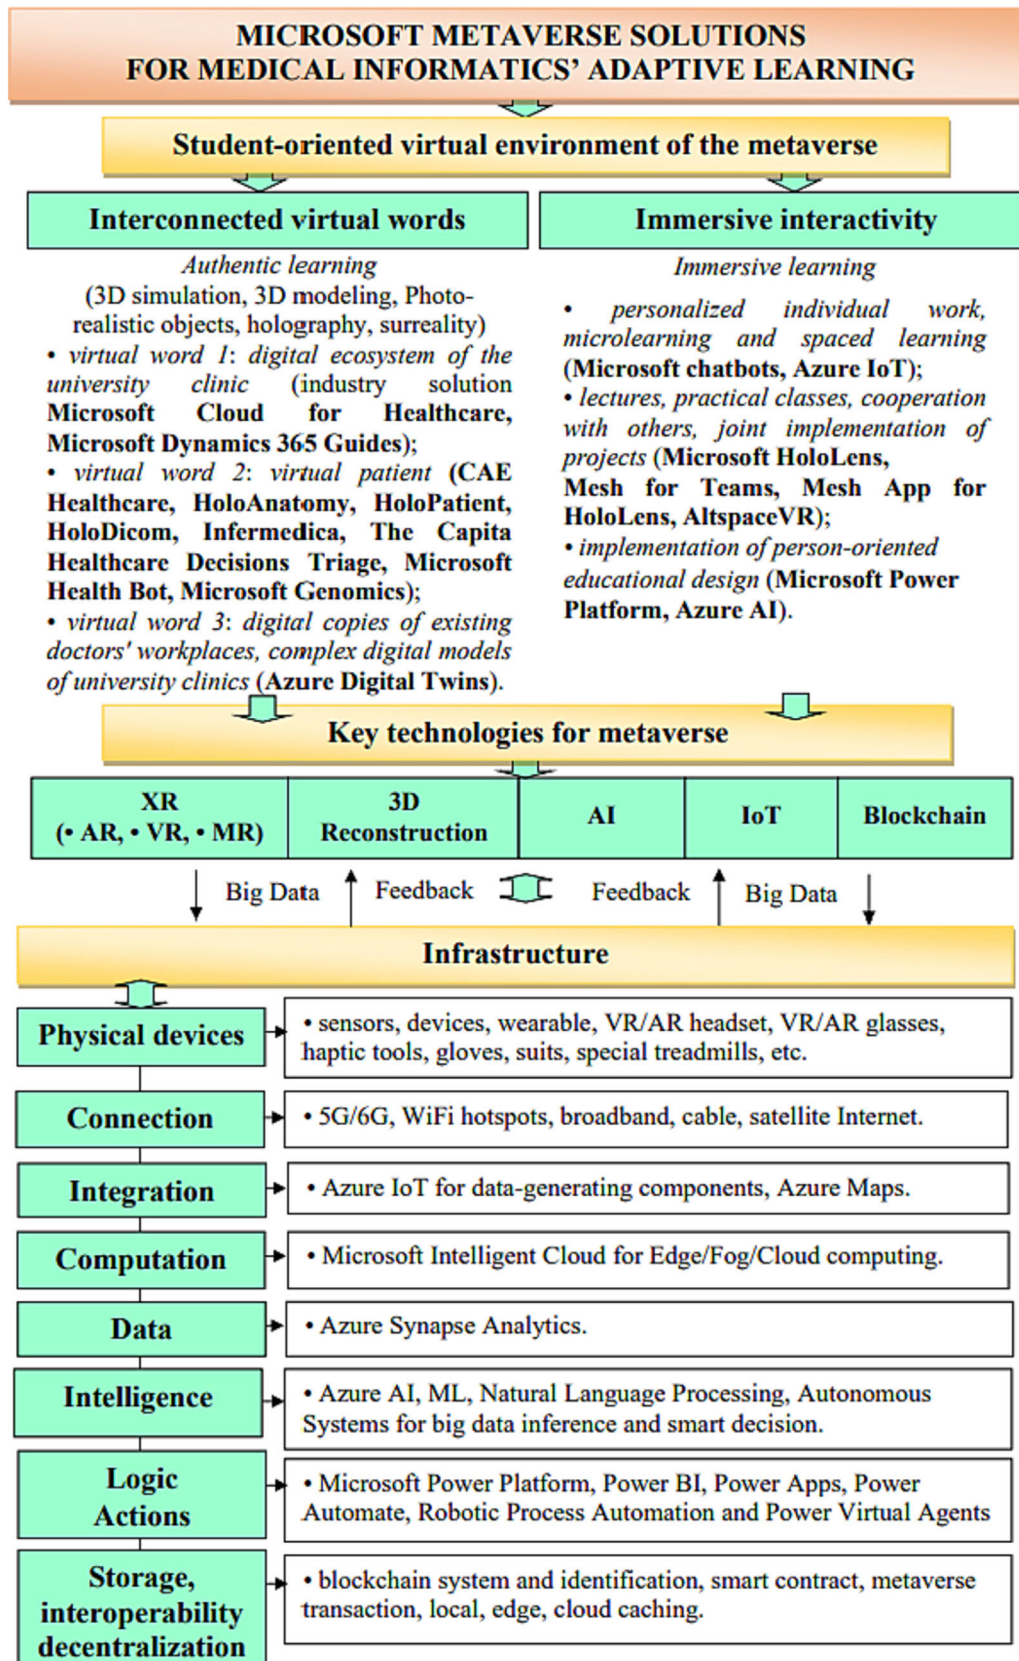 MICROSOFT METAVERSE SOLUTIONS
FOR MEDICAL INFORMATICS' ADAPTIVE LEARNING
Student-oriented virtual environment of the metaverse
Interconnected virtual words
Authentic learning
(3D simulation, 3D modeling, Photo-
realistic objects, holography, surreality)
• virtual word 1: digital ecosystem of the
university clinic (industry solution
Microsoft Cloud for Healthcare,
Microsoft Dynamics 365 Guides);
• virtual word 2: virtual patient (CAE
Healthcare, HoloAnatomy, HoloPatient,
HoloDicom, Infermedica, The Capita
Healthcare Decisions Triage, Microsoft
Health Bot, Microsoft Genomics);
• virtual word 3: digital copies of existing
doctors' workplaces, complex digital models
of university clinics (Azure Digital Twins).
Immersive interactivity
Immersive learning
• personalized individual work,
microlearning and spaced learning
(Microsoft chatbots, Azure IoT);
• lectures, practical classes, cooperation
with others, joint implementation of
projects (Microsoft HoloLens,
Mesh for Teams, Mesh App for
HoloLens, AltspaceVR);
• implementation of person-oriented
educational design (Microsoft Power
Platform, Azure AI).
Key technologies for metaverse
XR
(• AR, • VR, • MR)
3D
Reconstruction
AI
IoT
Blockchain
Big Data
Feedback
Feedback
Big Data
Infrastructure
Physical devices
• sensors, devices, wearable, VR/AR headset, VR/AR glasses,
haptic tools, gloves, suits, special treadmills, etc.
Connection
• 5G/6G, WiFi hotspots, broadband, cable, satellite Internet.
Integration
• Azure IoT for data-generating components, Azure Maps.
Computation
• Microsoft Intelligent Cloud for Edge/Fog/Cloud computing.
Data
• Azure Synapse Analytics.
Intelligence
• Azure AI, ML, Natural Language Processing, Autonomous
Systems for big data inference and smart decision.
Logic
Actions
• Microsoft Power Platform, Power BI, Power Apps, Power
Automate, Robotic Process Automation and Power Virtual Agents
Storage,
interoperability
decentralization
• blockchain system and identification, smart contract, metaverse
transaction, local, edge, cloud caching.